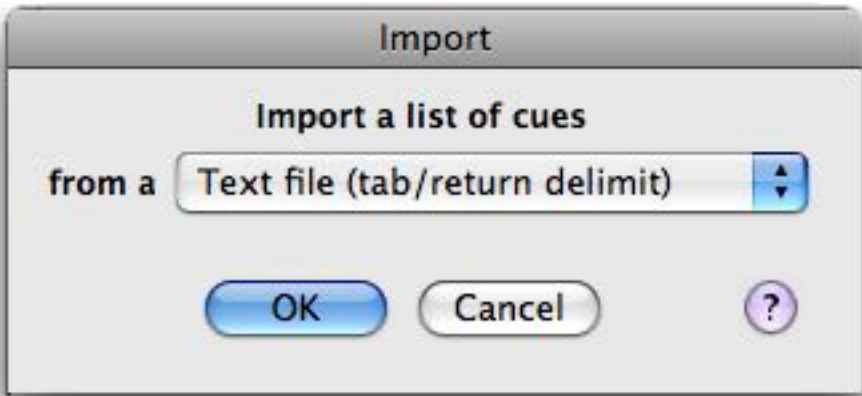 Import
Import a list of cues
from a Text file (tab/return delimit)
OK Cancel ?